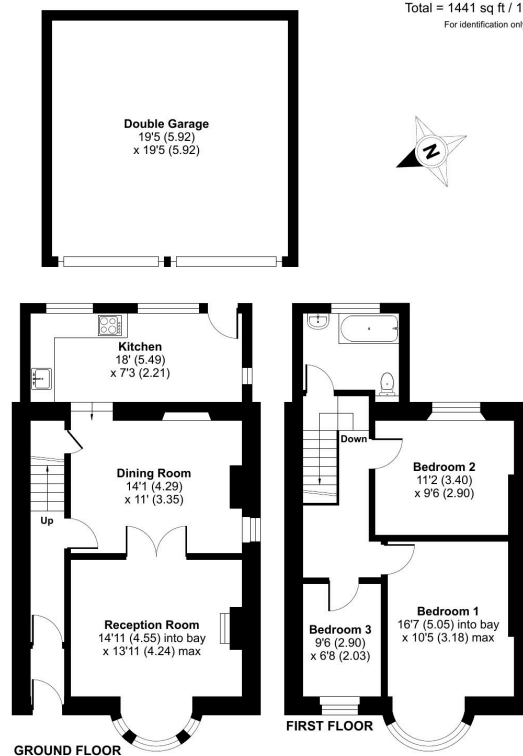 Total = 1441 sq ft / 1
For identification only
Double Garage
19'5 (5.92)
x 19'5 (5.92)
N
Kitchen
18' (5.49)
x 7'3 (2.21)
Dining Room
14'1 (4.29)
x 11' (3.35)
Up
Reception Room
14'11 (4.55) into bay
x 13'11 (4.24) max
GROUND FLOOR
Down
Bedroom 2
11'2 (3.40)
x 9'6 (2.90)
Bedroom 1
16'7 (5.05) into bay
x 10'5 (3.18) max
Bedroom 3
9'6 (2.90)
x 6'8 (2.03)
FIRST FLOOR